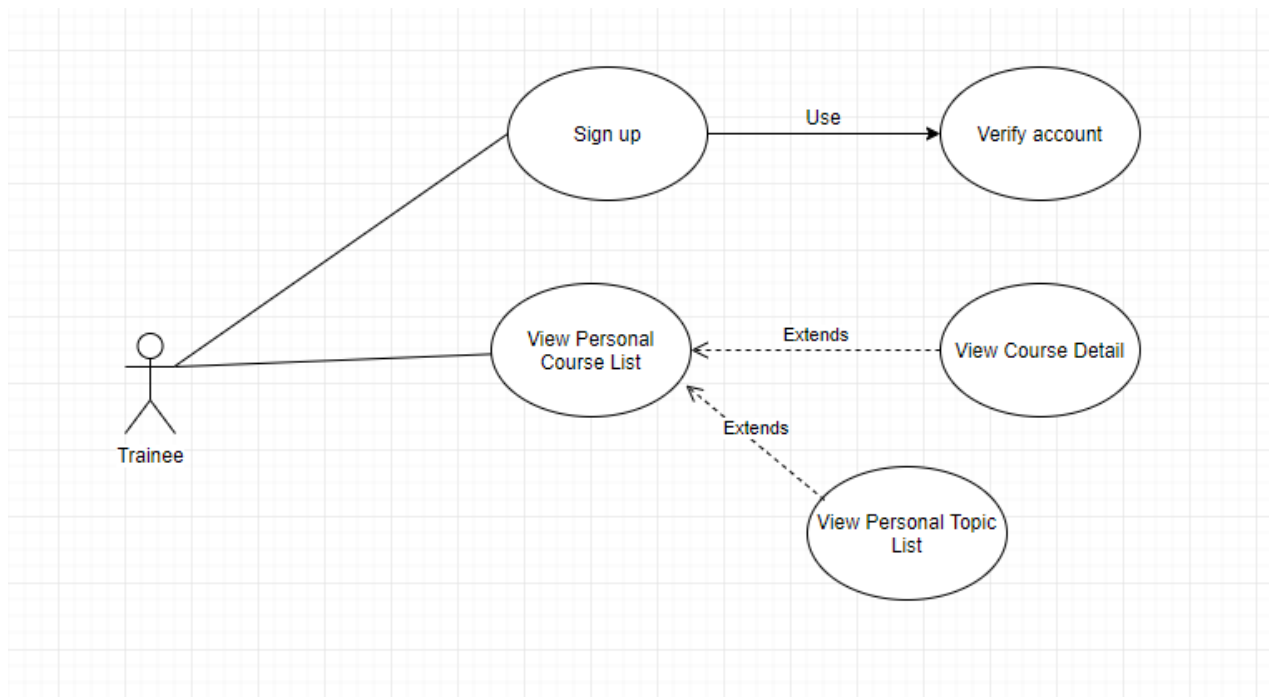 Sign up
Use
Verify account
View Personal
Course List
Extends
View Course Detail
Extends
Trainee
View Personal Topic
List